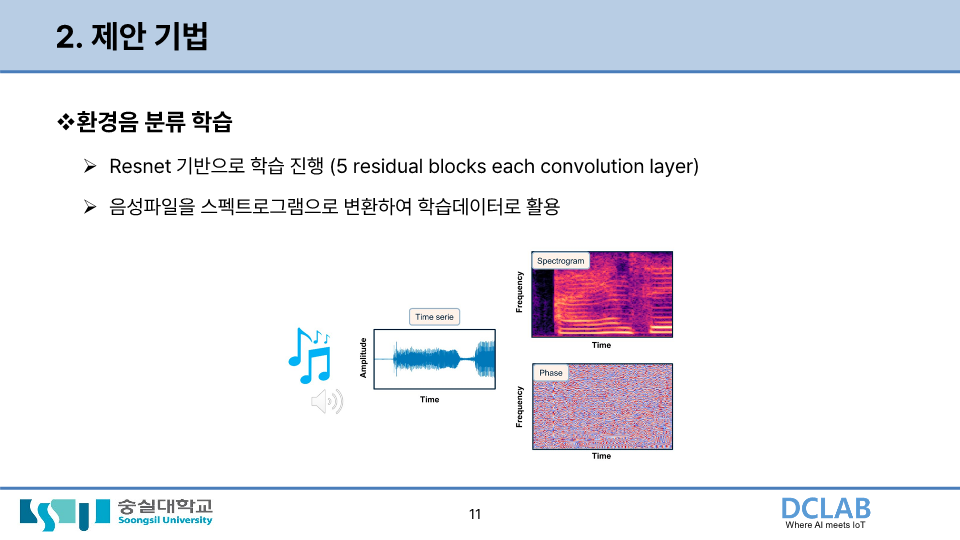 2. 제안 기법
❖환경음 분류 학습
➢ Resnet 기반으로 학습 진행 (5 residual blocks each convolution layer)
➢ 음성파일을 스펙트로그램으로 변환하여 학습데이터로 활용
Time serie
Amplitude
Time
Spectrogram
Frequency
Time
Phase
Frequency
Time
숭실대학교
Soongsil University
11
DCLAB
Where AI meets IoT